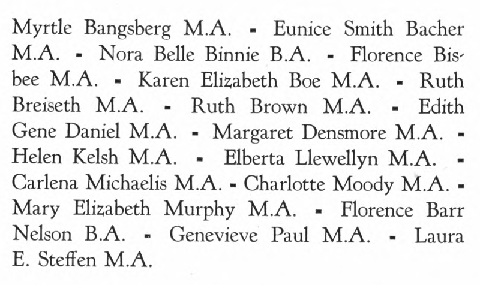 Myrtle Bangsberg M.A. - Eunice Smith Bacher
M.A. - Nora Belle Binnie B.A. - Florence Bis-
bee M.A. - Karen Elizabeth Boe M.A. - Ruth
Breiseth M.A. - Ruth Brown M.A. - Edith
Gene Daniel M.A. - Margaret Densmore M.A. -
Helen Kelsh M.A. - Elberta Llewellyn M.A. -
Carlena Michaelis M.A. - Charlotte Moody M.A. -
Mary Elizabeth Murphy M.A. - Florence Barr
Nelson B.A. - Genevieve Paul M.A. - Laura
E. Steffen M.A.